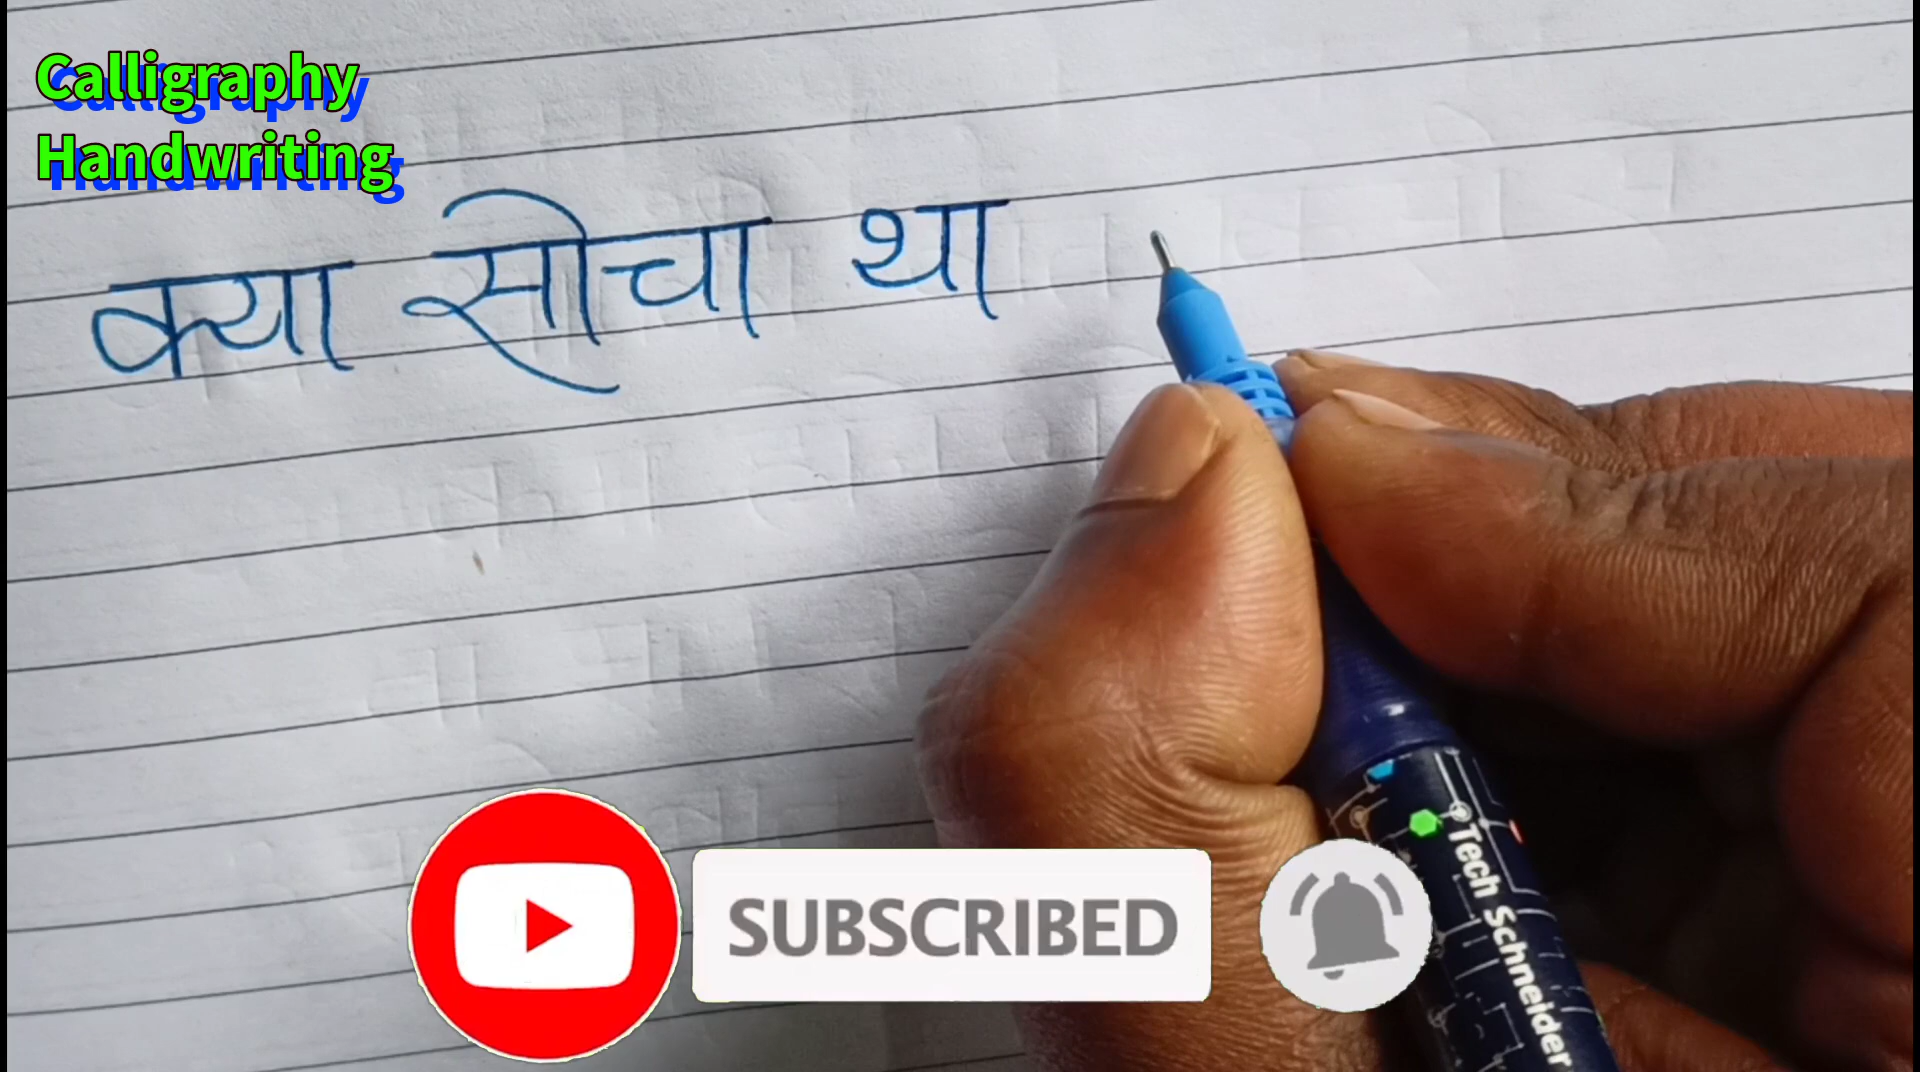 Calligraphy
Handwriting
क्या सोचा था
SUBSCRIBED
Tech Schneider